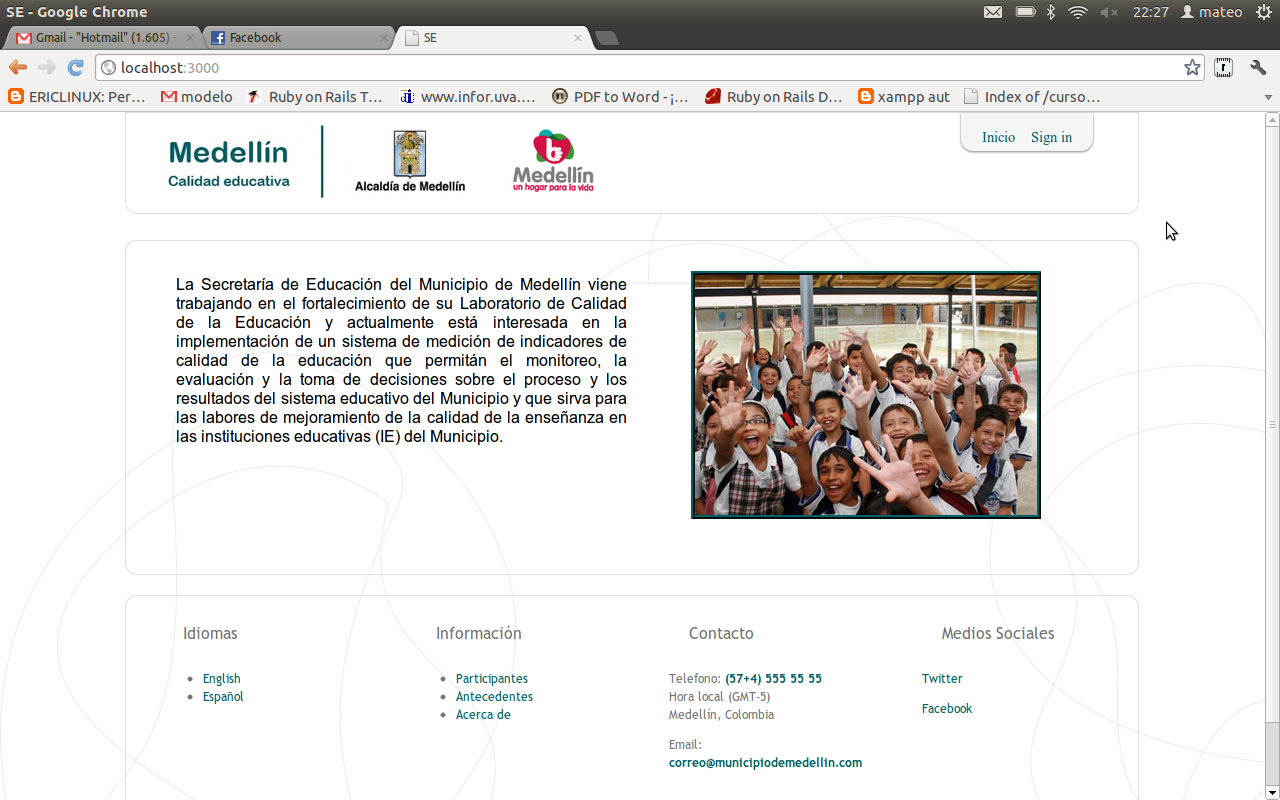 SE - Google Chrome
22:27
mateo
Gmail - "Hotmail" (1.605) -
Facebook
SE
localhost:3000
ERICLINUX: Per...
modelo
Ruby on Rails T...
www.infor.uva....
PDF to Word - ¡...
Ruby on Rails D...
xampp aut
Index of /curso...
Medellín
Calidad educativa
Alcaldía de Medellín
Medellín
un hogar para la vida
Inicio
Sign in
La Secretaría de Educación del Municipio de Medellín viene
trabajando en el fortalecimiento de su Laboratorio de Calidad
de la Educación y actualmente está interesada en la
implementación de un sistema de medición de indicadores de
calidad de la educación que permitán el monitoreo, la
evaluación y la toma de decisiones sobre el proceso y los
resultados del sistema educativo del Municipio y que sirva para
las labores de mejoramiento de la calidad de la enseñanza en
las instituciones educativas (IE) del Municipio.
Idiomas
English
Español
Información
Participantes
Antecedentes
Acerca de
Contacto
Telefono: (57+4) 555 55 55
Hora local (GMT-5)
Medellín, Colombia
Email:
correo@municipiodemedellin.com
Medios Sociales
Twitter
Facebook